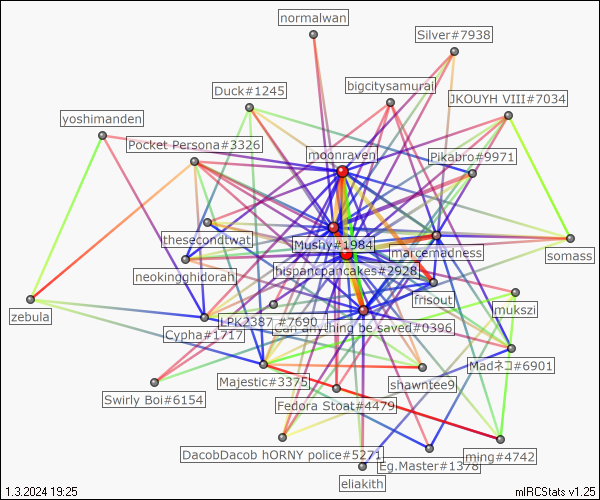 normalwan
Silver#7938
bigcitysamurai
Duck#1245
JKOUYH VIII#7034
yoshimanden
Pocket Persona#3326
moonraven
Pikabro#9971
thesecondtwat
Mushy#1984
marcemadness
somass
neokingghidorah
hispancpancakes#2928
frisout
zebula
mukszi
LPK2387 #7690
Cypha#1717
anything be saved#0396
Madネコ#6901
Majestic#3375
shawntee9
Swirly Boi#6154
Fedora Stoat#4479
DacobDacob hORNY police#5271
ming#4742
Eg.Master#1378
eliakith
1.3.2024 19:25
mIRCStats v1.25